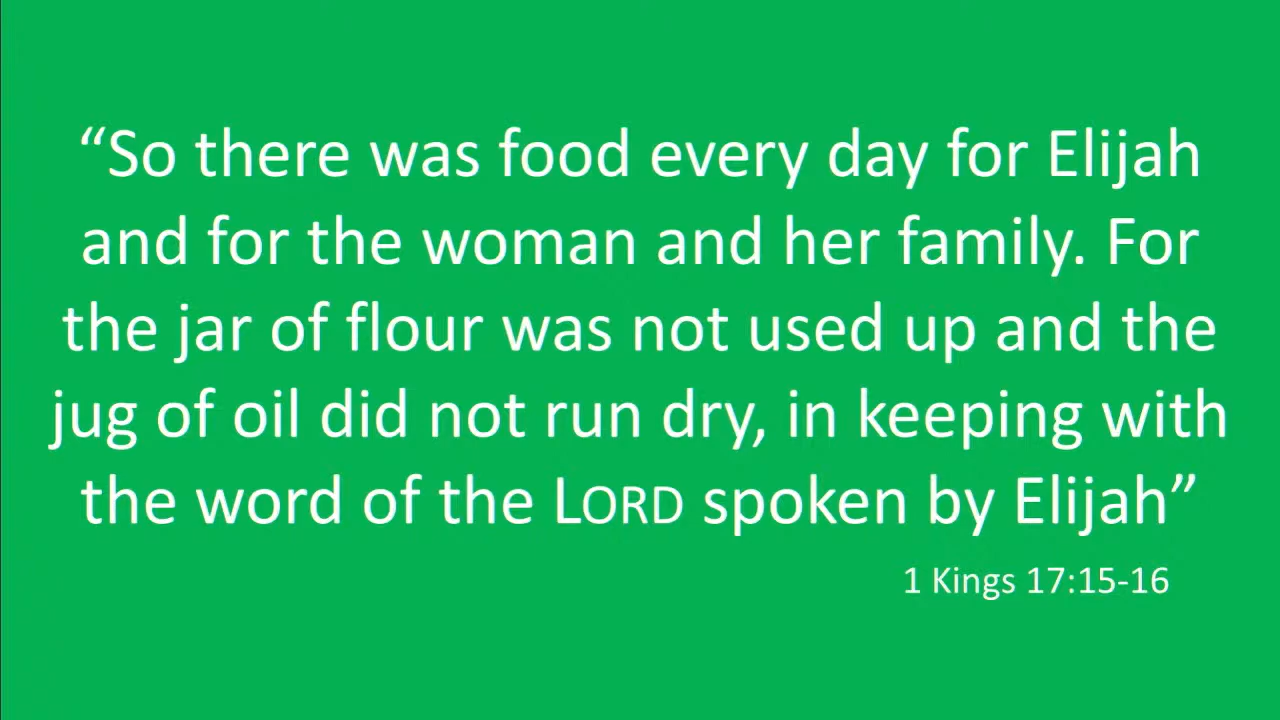 “So there was food every day for Elijah
and for the woman and her family. For
the jar of flour was not used up and the
jug of oil did not run dry, in keeping with
the word of the LORD spoken by Elijah”
1 Kings 17:15-16